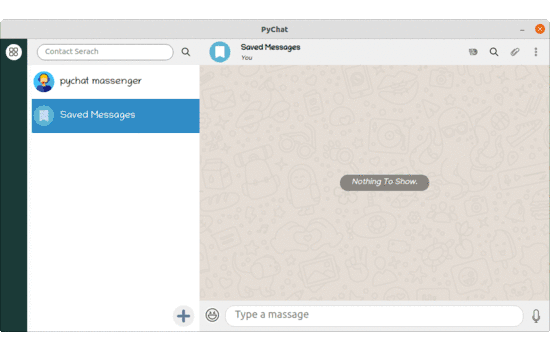 PyChat
Contact Serach
Saved Messages
You
pychat massenger
Saved Messages
Nothing To Show.
Type a massage